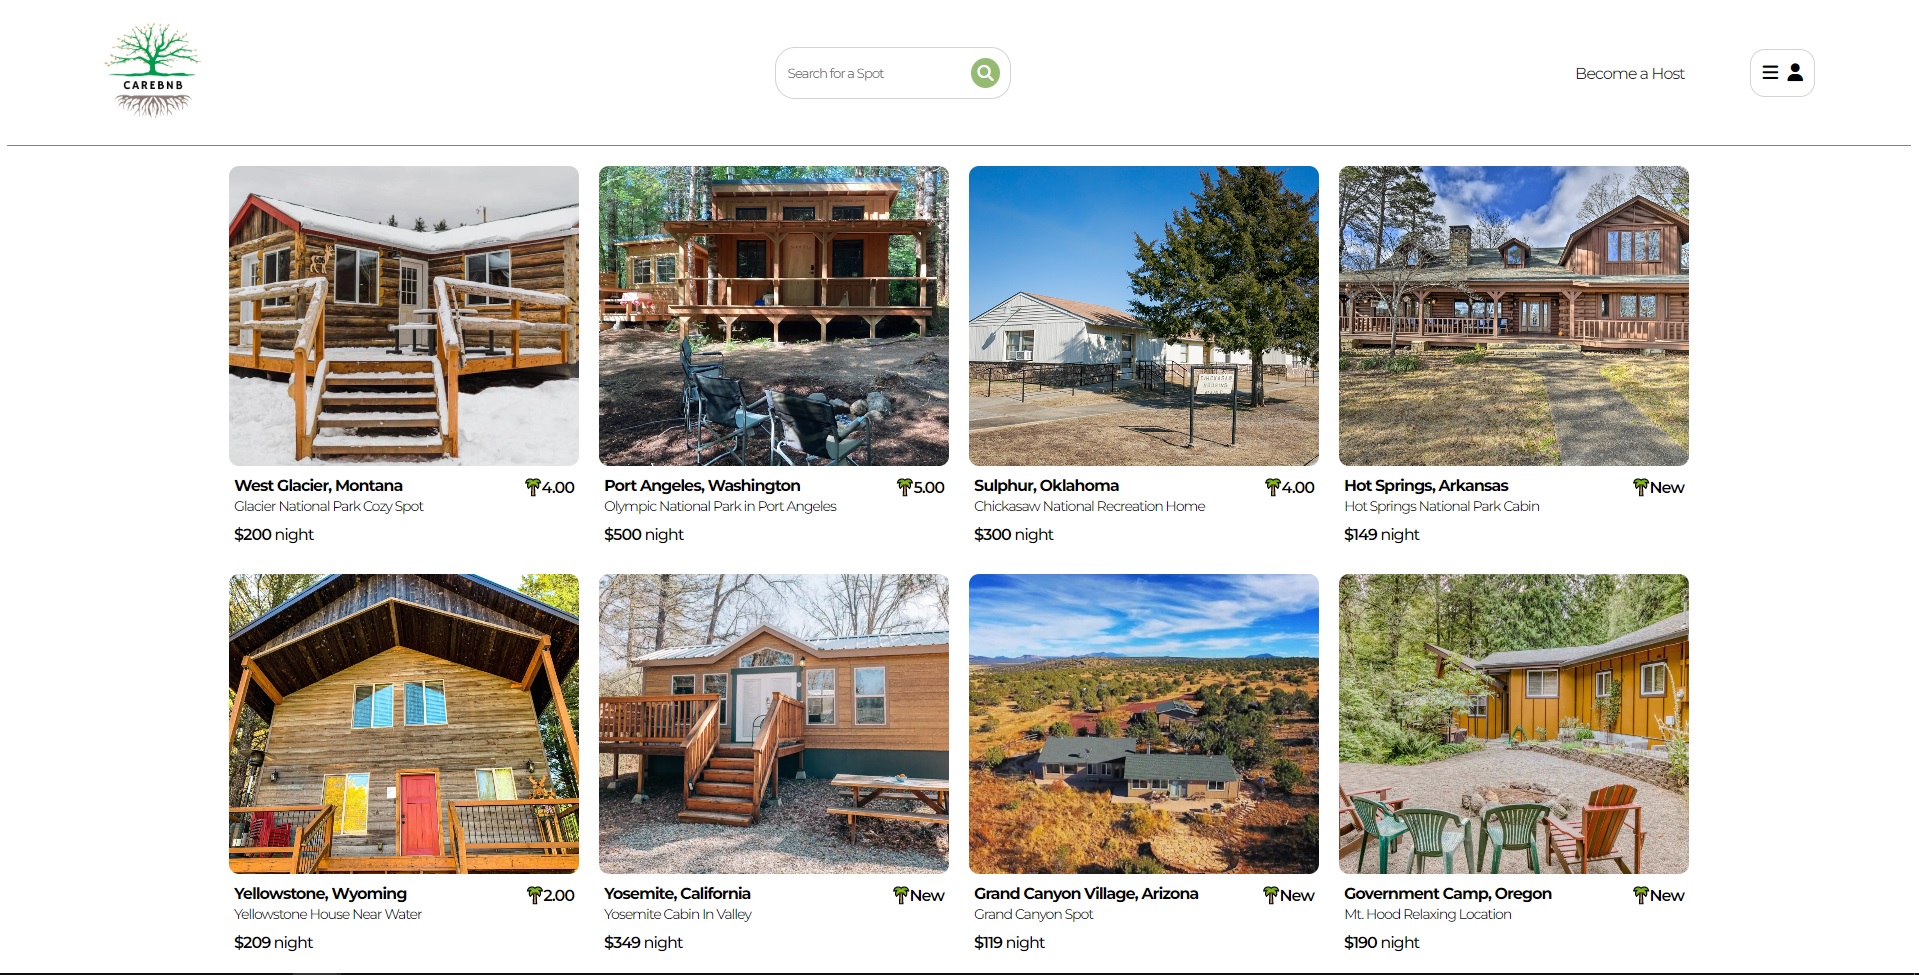 CAREBNB
Search for a Spot
Become a Host
CHICKASAW
West Glacier, Montana
4.00
Glacier National Park Cozy Spot
$200 night
Port Angeles, Washington
5.00
Olympic National Park in Port Angeles
$500 night
Sulphur, Oklahoma
4.00
Chickasaw National Recreation Home
$300 night
Hot Springs, Arkansas
New
Hot Springs National Park Cabin
$149 night
Yellowstone, Wyoming
2.00
Yellowstone House Near Water
$209 night
Yosemite, California
New
Yosemite Cabin In Valley
$349 night
Grand Canyon Village, Arizona
New
Grand Canyon Spot
$119 night
Government Camp, Oregon
New
Mt. Hood Relaxing Location
$190 night